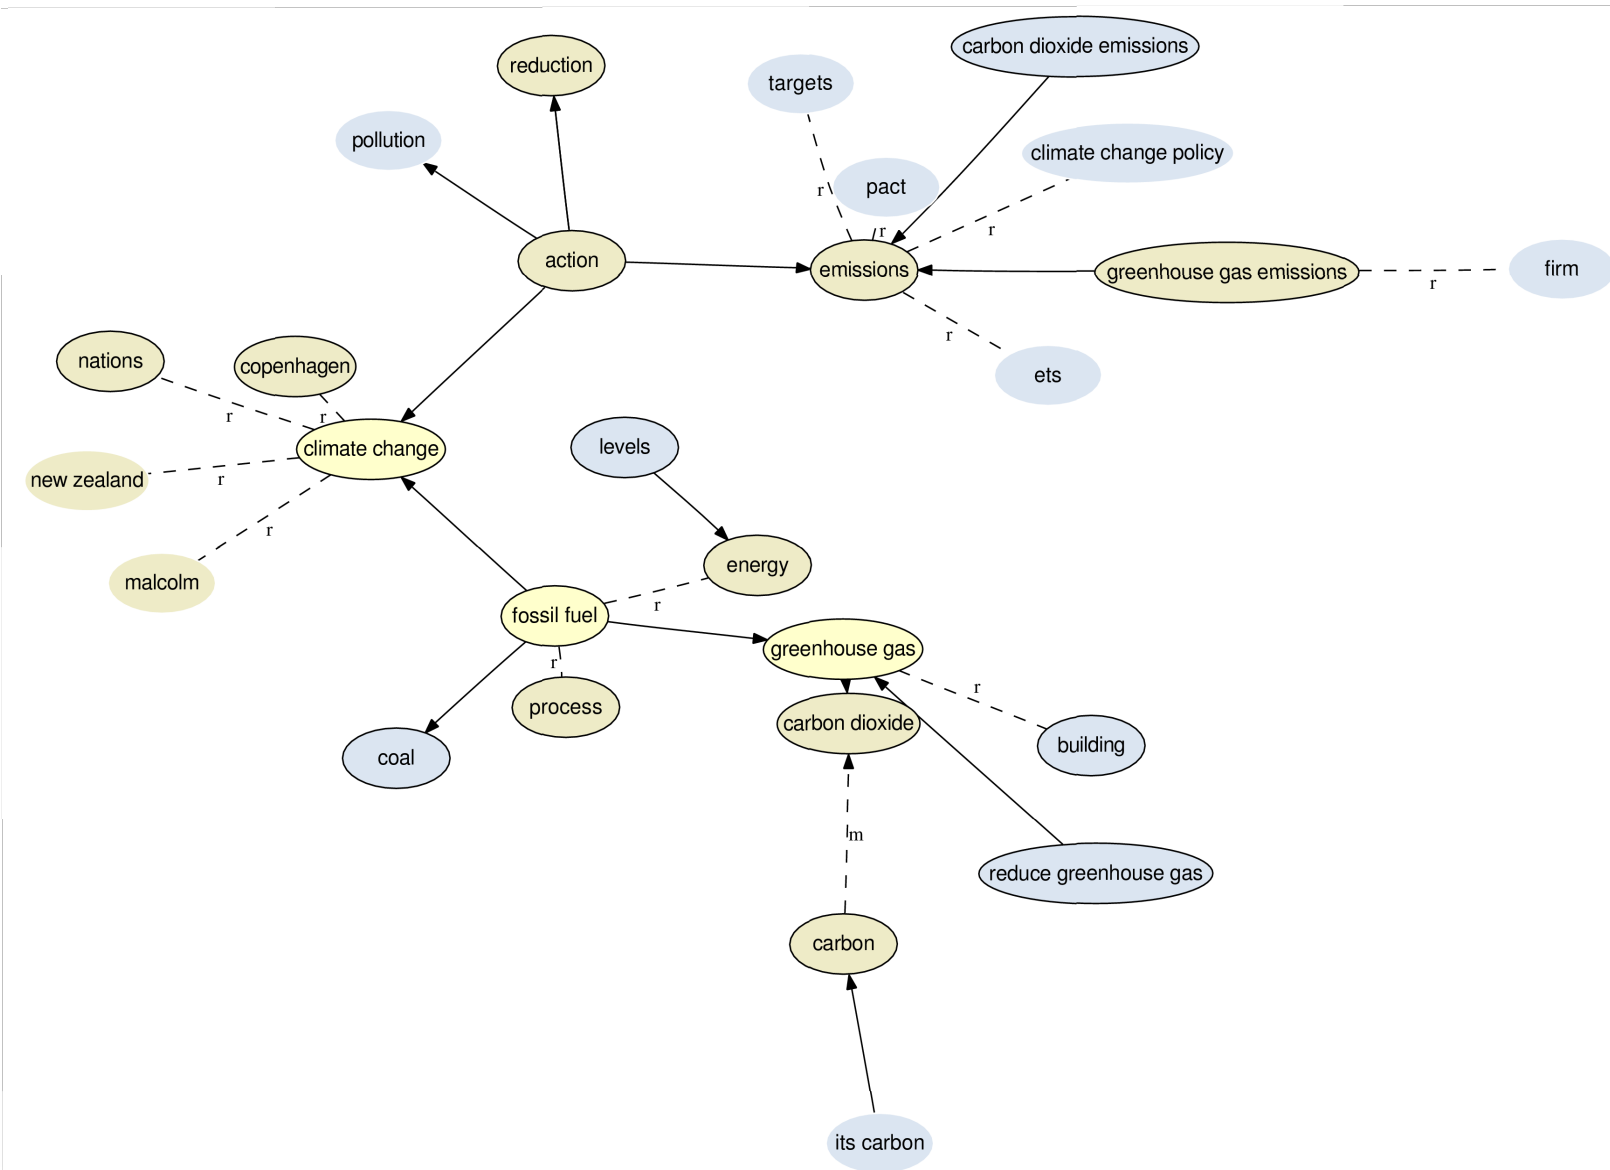 carbon dioxide emissions
reduction
targets
pollution
climate change policy
pact
r
r
r
action
emissions
greenhouse gas emissions
firm
r
r
nations
copenhagen
ets
r
r
climate change
levels
new zealand
r
r
malcolm
energy
r
fossil fuel
greenhouse gas
r
r
process
carbon dioxide
building
coal
m
reduce greenhouse gas
carbon
its carbon